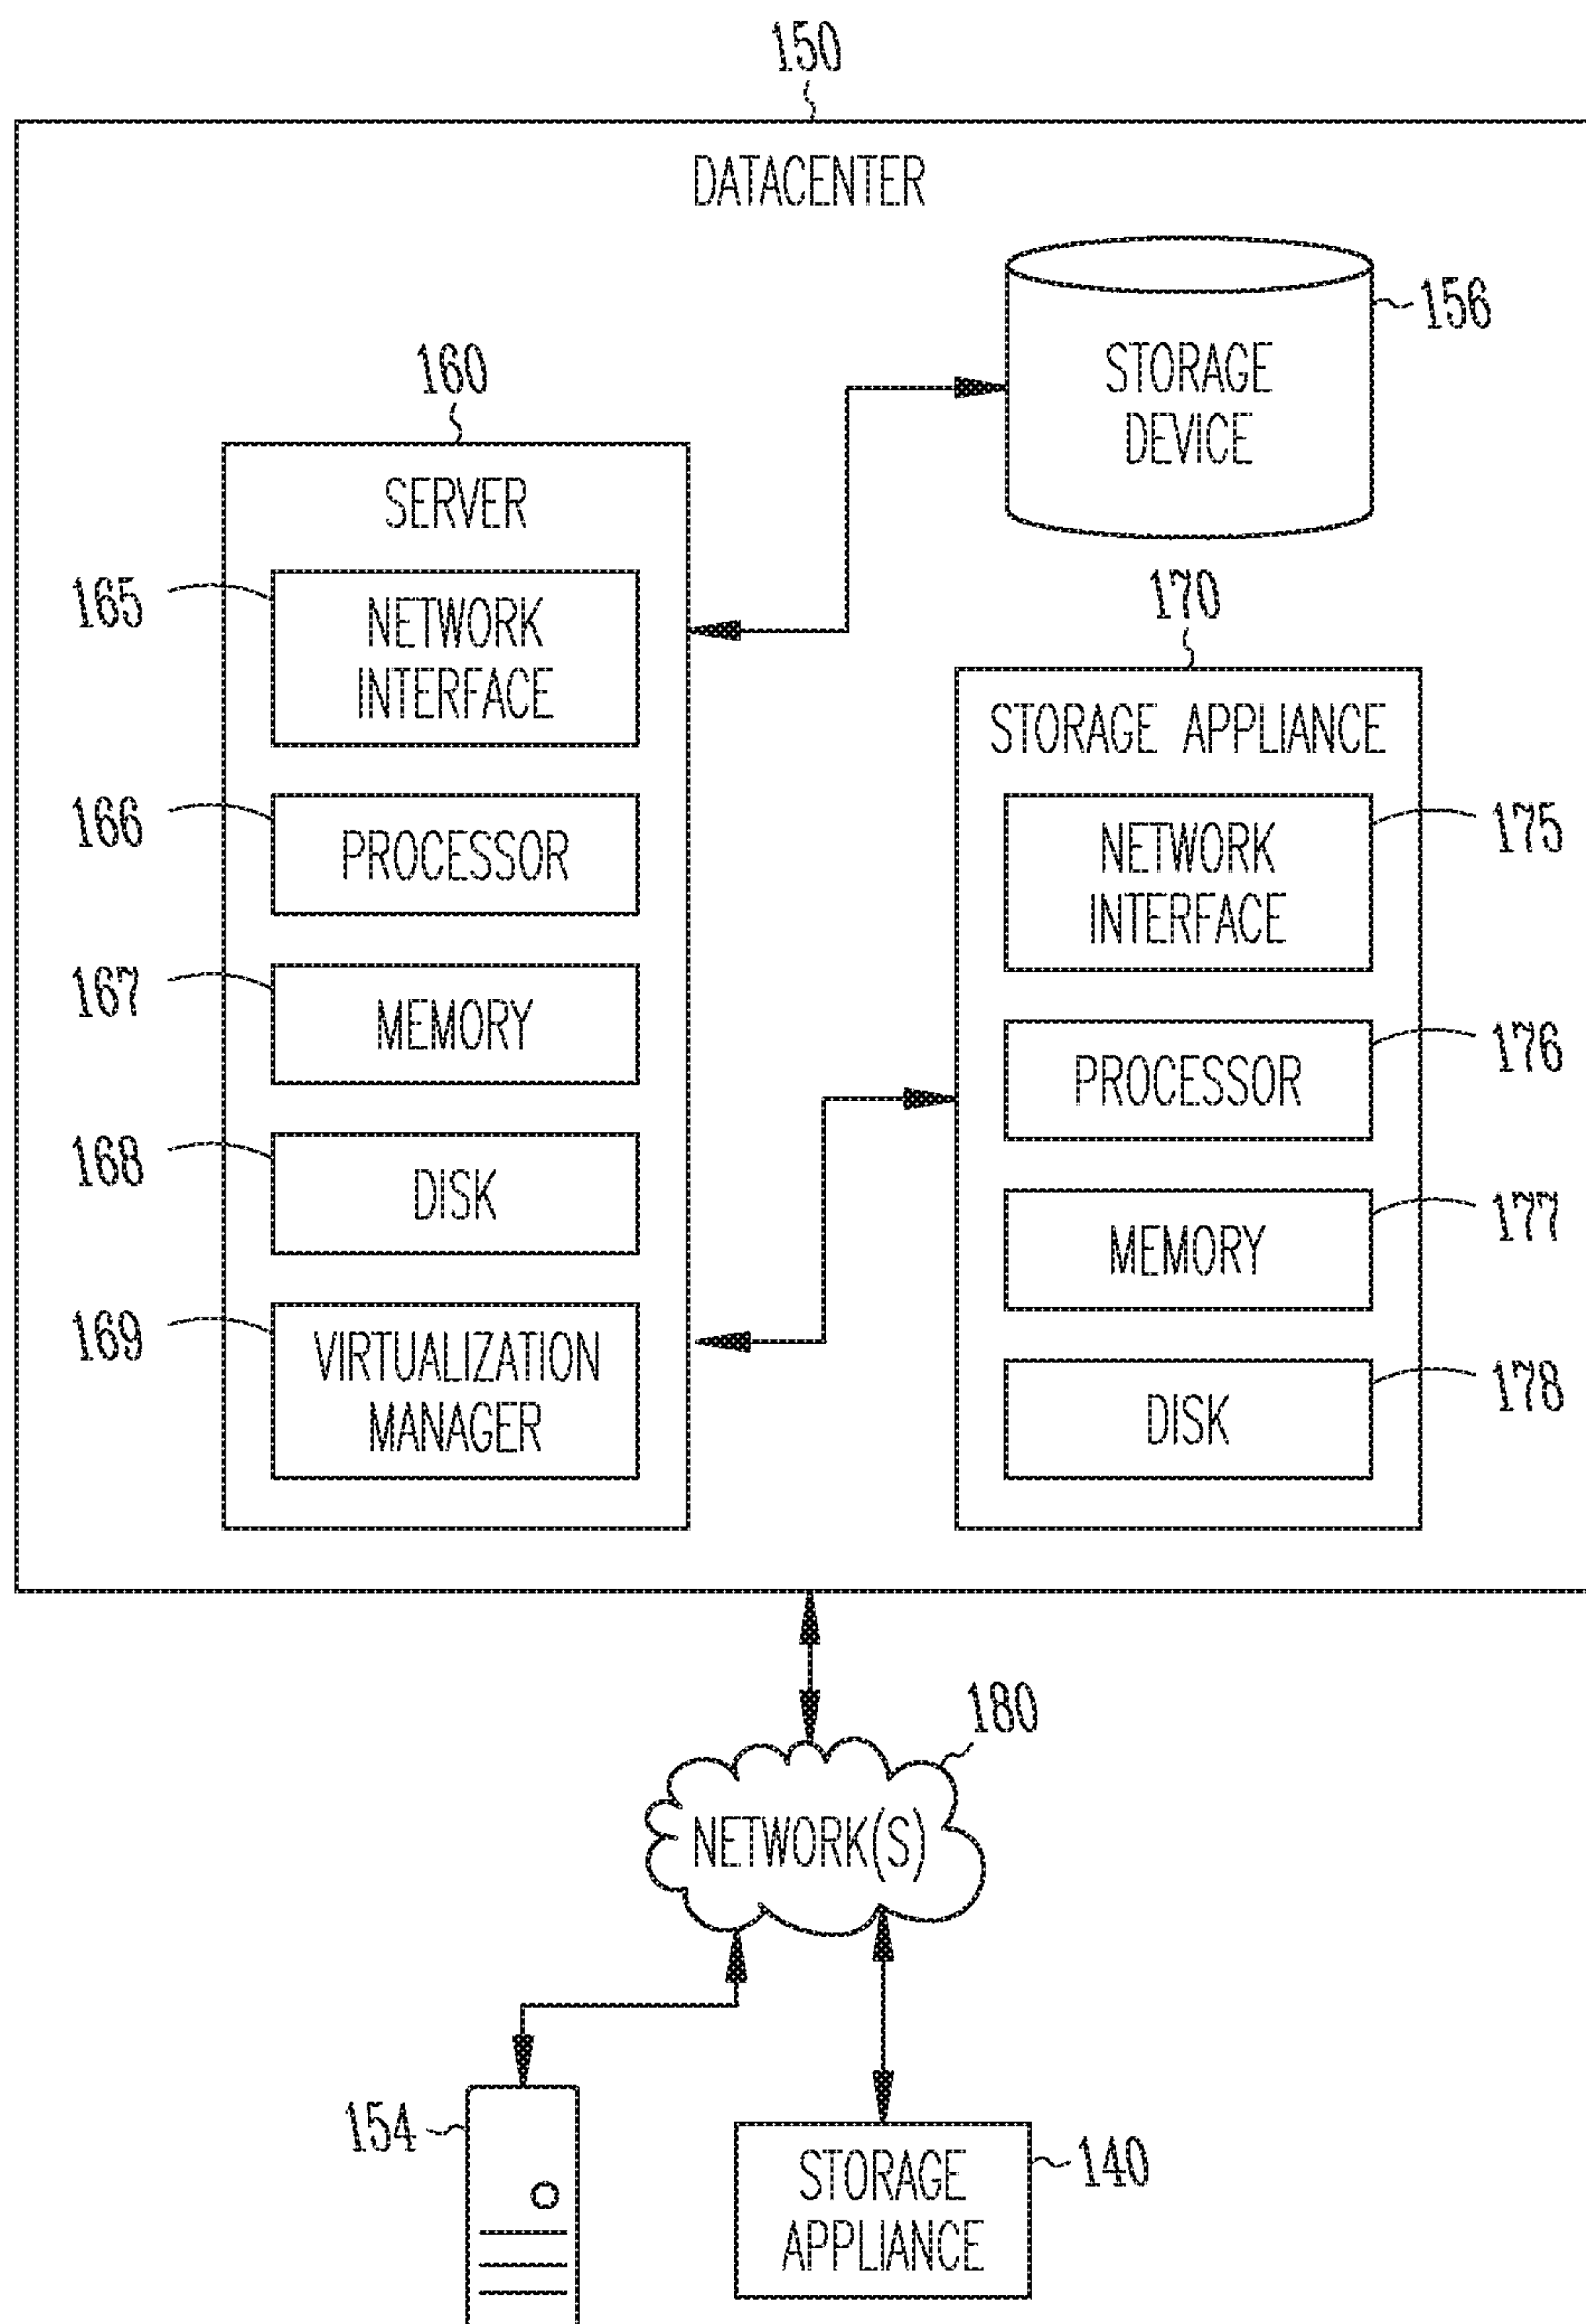 150
DATACENTER
156
STORAGE
DEVICE
160
SERVER
165
NETWORK
INTERFACE
166
PROCESSOR
167
MEMORY
168
DISK
169
VIRTUALIZATION
MANAGER
170
STORAGE APPLIANCE
175
NETWORK
INTERFACE
176
PROCESSOR
177
MEMORY
178
DISK
180
NETWORK(S)
154
140
STORAGE
APPLIANCE